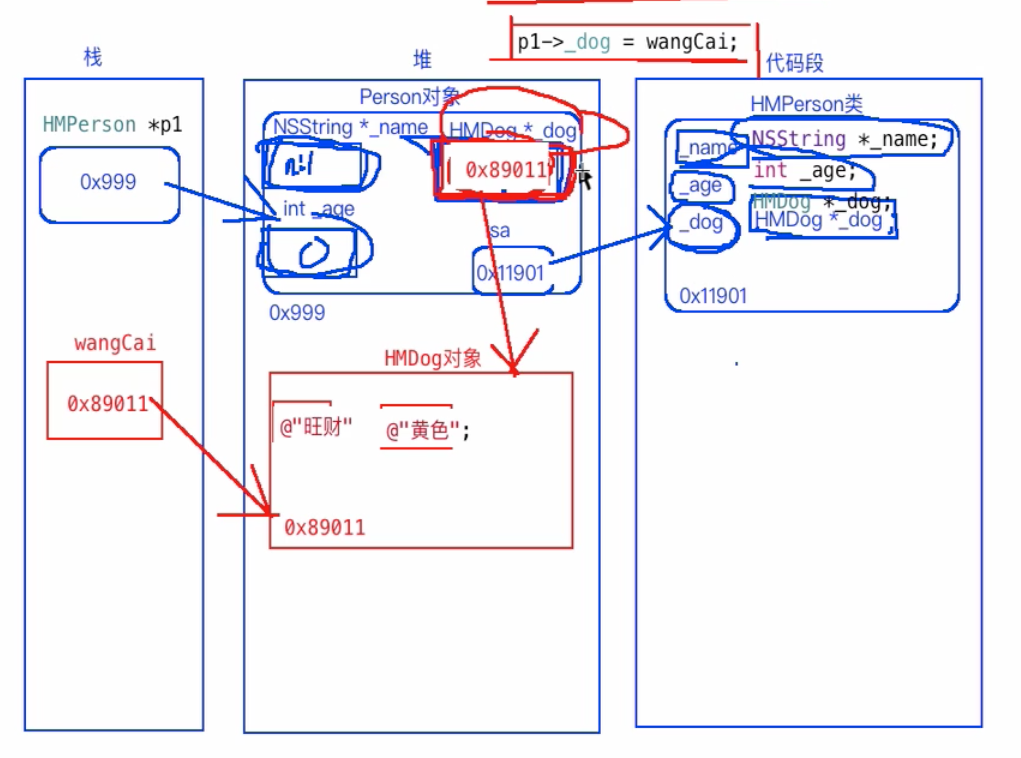 p1->_dog = wangCai;
栈
堆
代码段
Person对象
HMPerson类
HMPerson *p1
NSString *_name
HMDog *_dog
_name
NSString *_name;
0x999
nil
0x89011
int _age;
_age
int _age
HMDog *_dog;
_dog
HMDog *_dog
0
isa
0x11901
0x11901
0x999
wangCai
HMDog对象
0x89011
@"旺财"
@"黄色";
0x89011